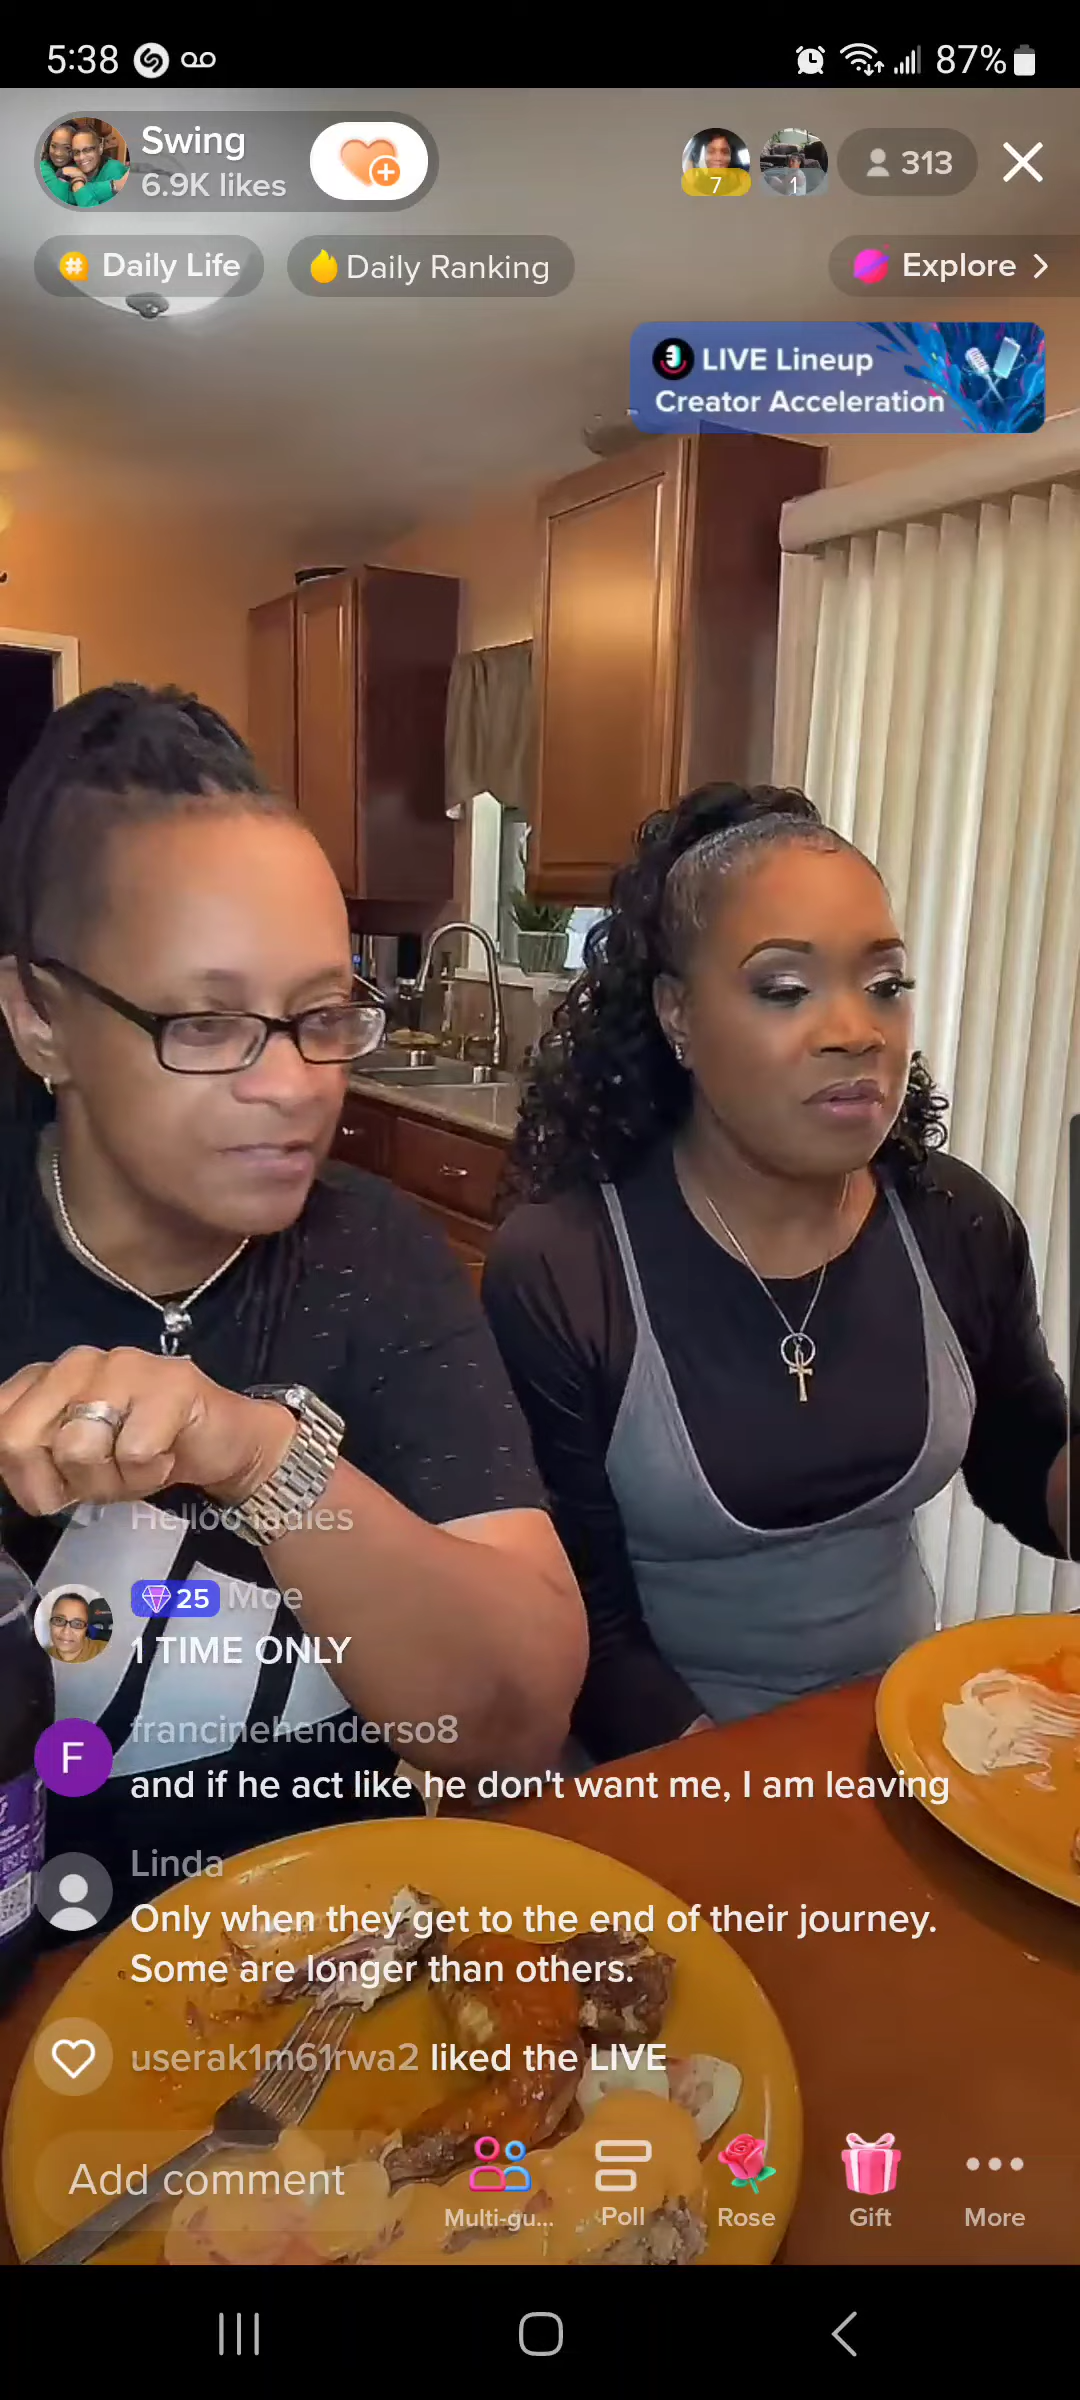 5:38
87%
Swing
6.9K likes
7
1
313
Daily Life
Daily Ranking
Explore
LIVE Lineup
Creator Acceleration
Helloo ladies
25 Moe
1 TIME ONLY
francinehenderso8
F
and if he act like he don't want me, I am leaving
Linda
Only when they get to the end of their journey.
Some are longer than others.
userak1m61rwa2 liked the LIVE
Add comment
Multi-gu...
Poll
Rose
Gift
More